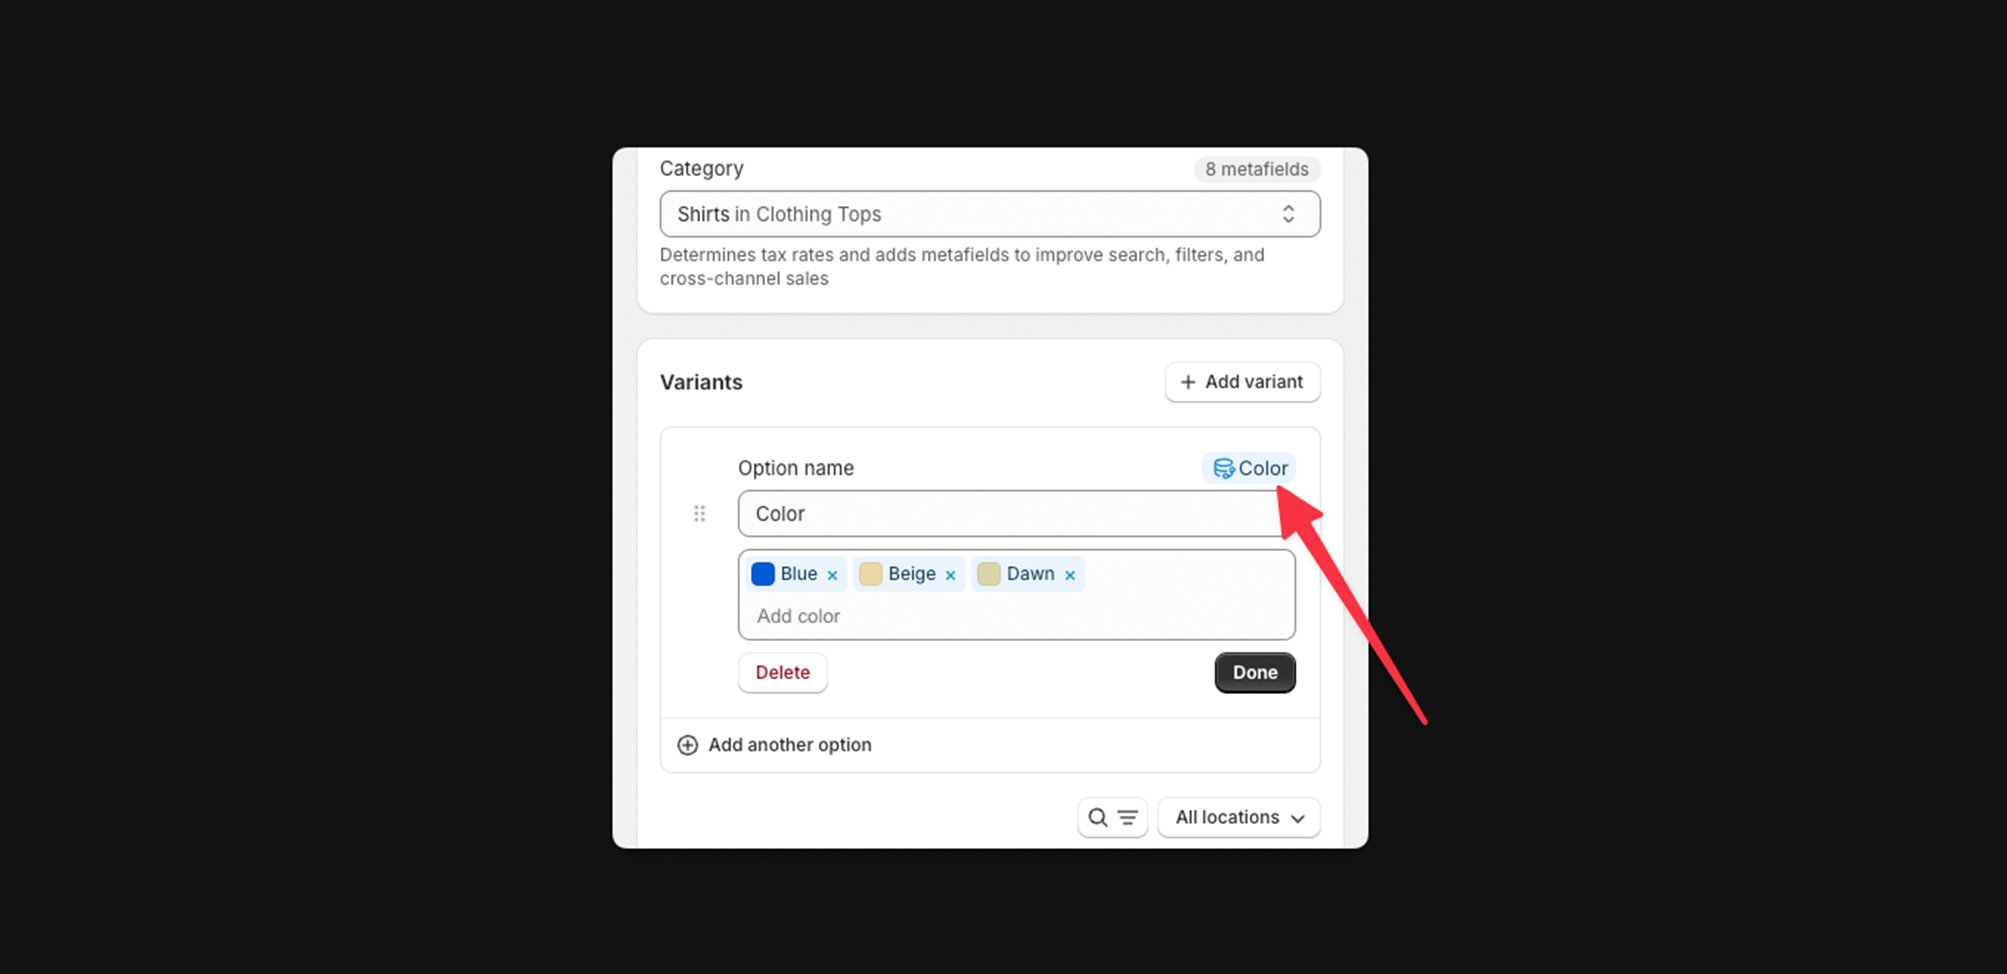 Category
8 metafields
Shirts in Clothing Tops
Determines tax rates and adds metafields to improve search, filters, and
cross-channel sales
Variants
+ Add variant
Option name
Color
Color
Blue × Beige × Dawn ×
Add color
Delete
Done
Add another option
All locations